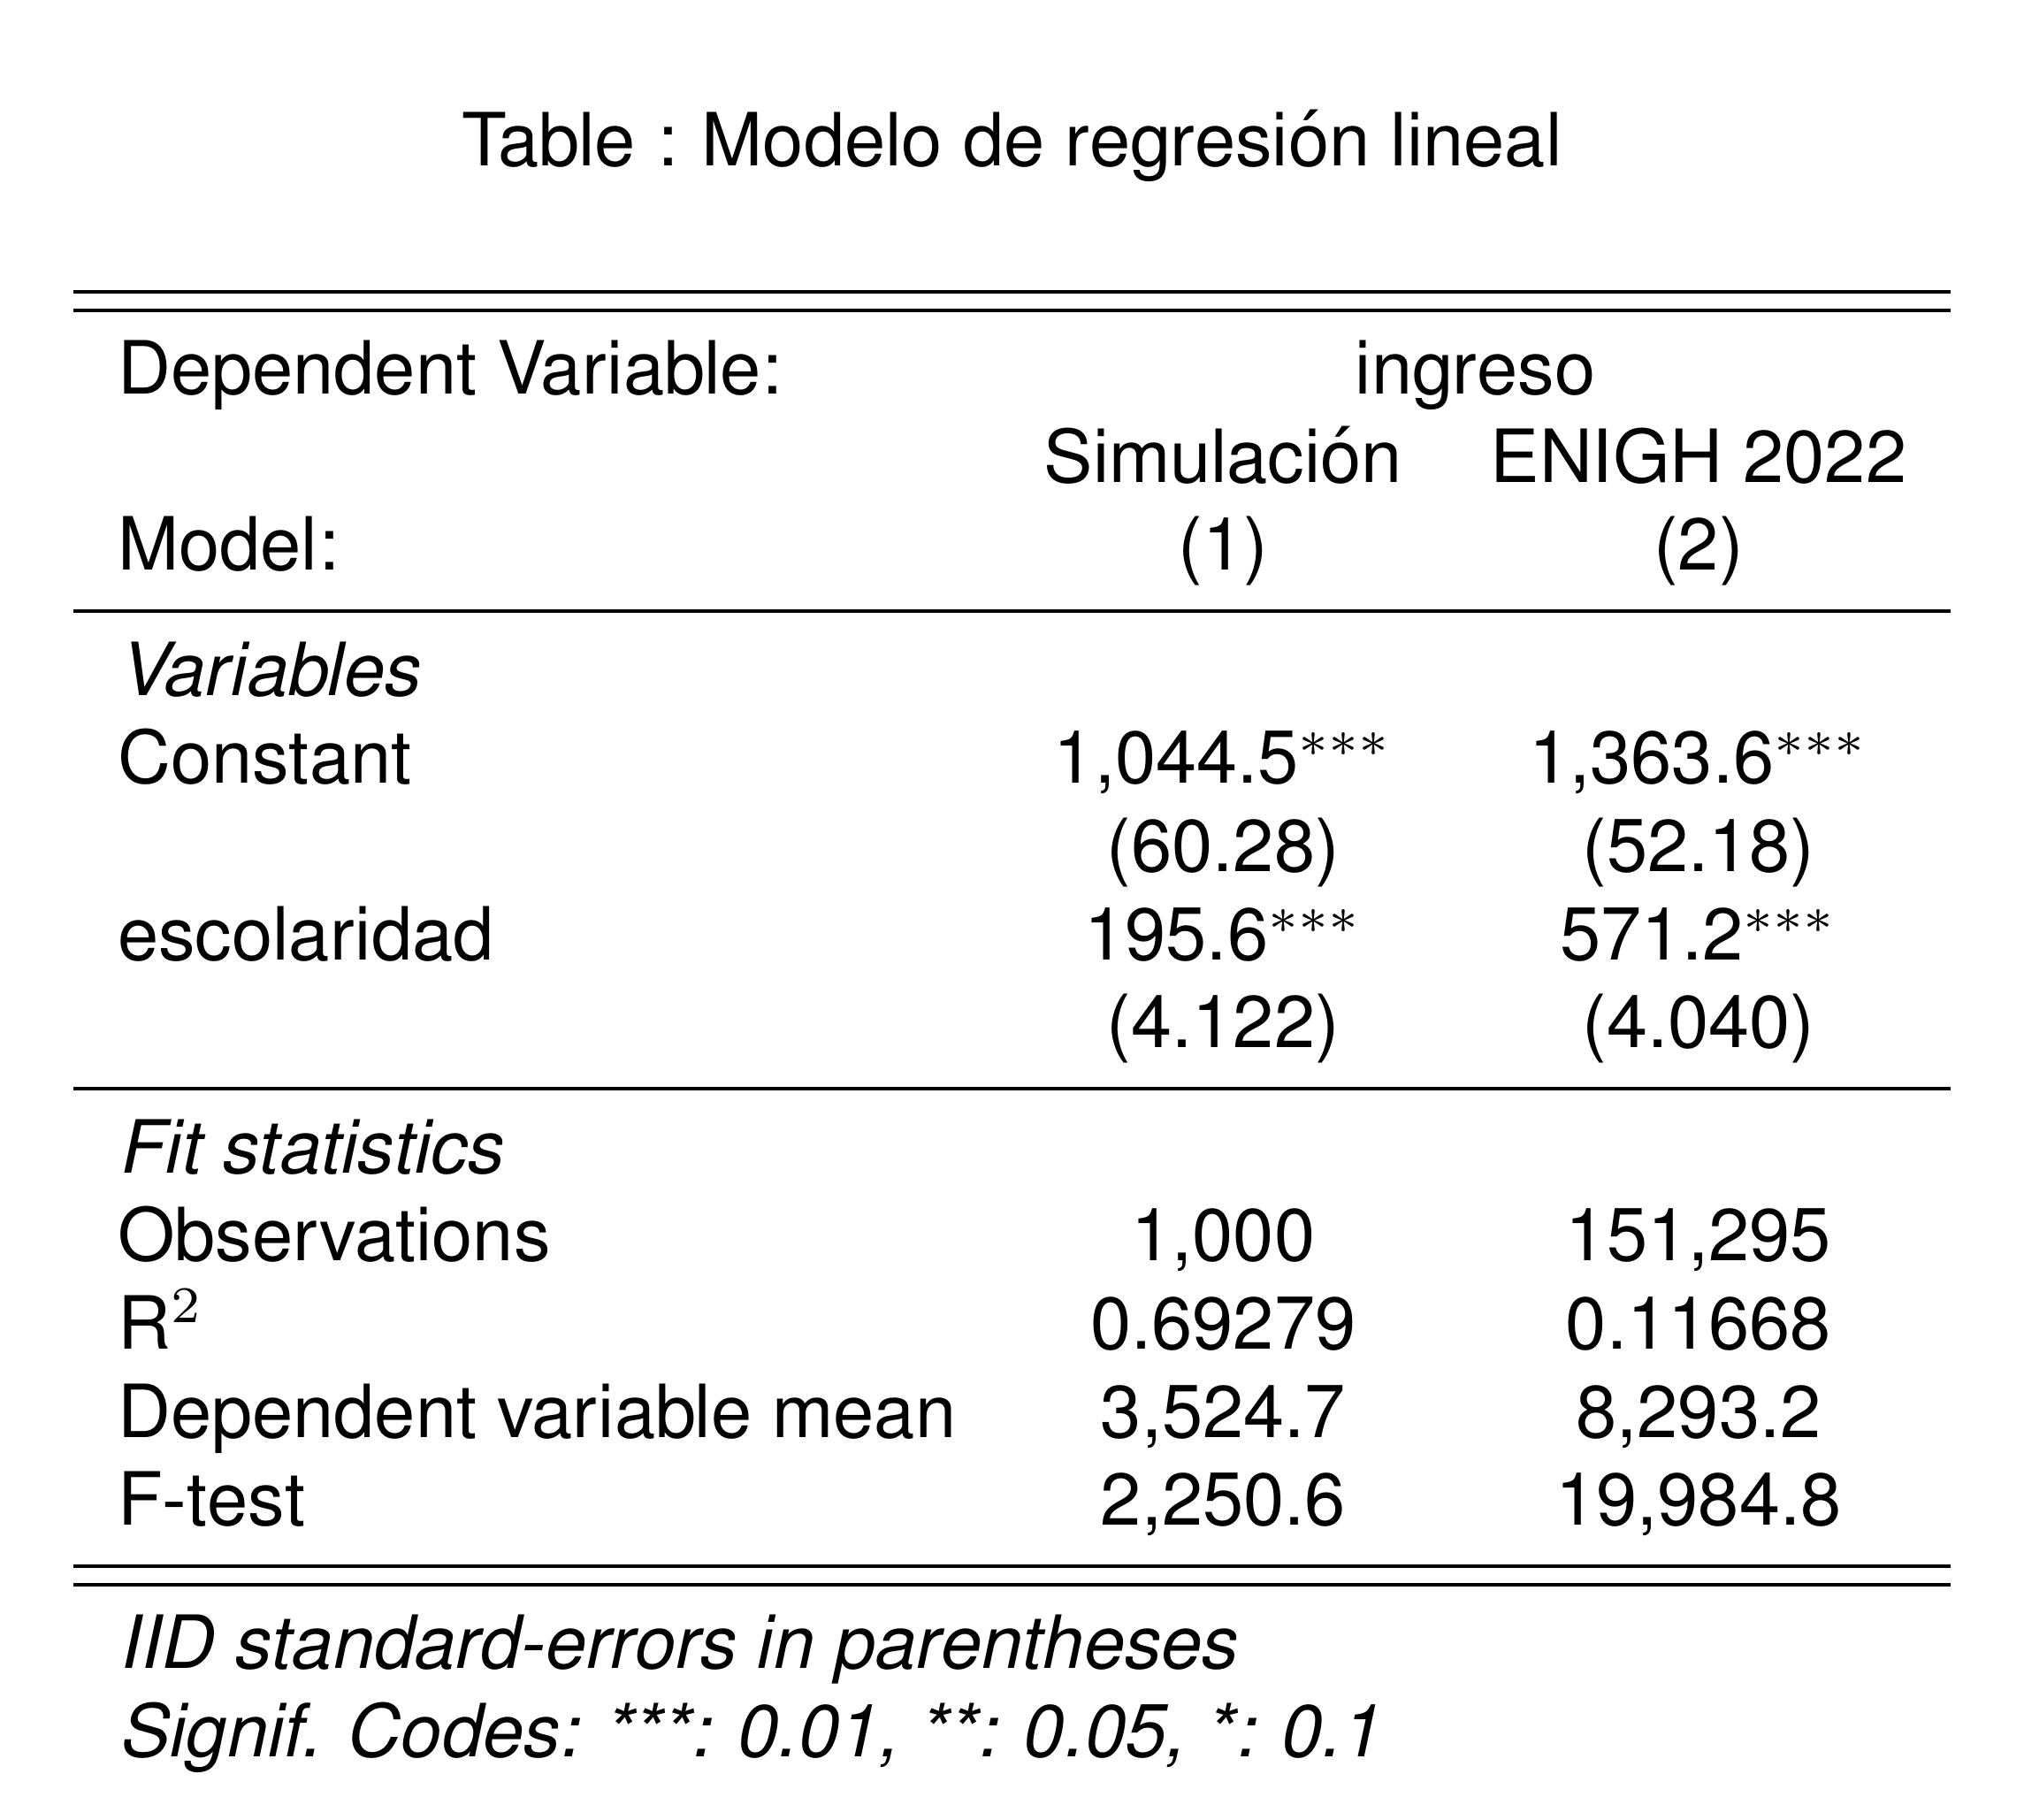 Table : Modelo de regresión lineal
Dependent Variable: ingreso
Simulación ENIGH 2022
Model: (1) (2)
Variables
Constant 1,044.5*** 1,363.6***
(60.28) (52.18)
escolaridad 195.6*** 571.2***
(4.122) (4.040)
Fit statistics
Observations 1,000 151,295
R² 0.69279 0.11668
Dependent variable mean 3,524.7 8,293.2
F-test 2,250.6 19,984.8
IID standard-errors in parentheses
Signif. Codes: ***: 0.01, **: 0.05, *: 0.1